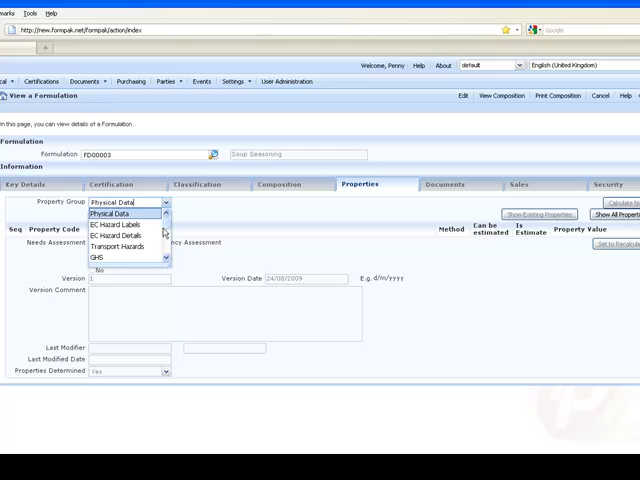 marks Tools Help
http://new.formpak.net/formpak/action/index
Google
Welcome, Penny Help About default English (United Kingdom)
Certifications Documents Purchasing Parties Events Settings User Administration
View a Formulation Edit View Composition Print Composition Cancel Help
On this page, you can view details of a Formulation.
Formulation
Formulation FD00003 Soup Seasoning
Information
Key Details Certification Classification Composition Properties Documents Sales Security
Property Group Physical Data
Physical Data
EC Hazard Labels
EC Hazard Details
Transport Hazards
GHS
Show Existing Properties Show All
Seq Property Code Method Can be estimated Is Estimate Property Value
Needs Assessment Assessment
Set to
No
Version 1 Version Date 24/08/2009 E.g. d/m/yyyy
Version Comment
Last Modifier
Last Modified Date
Properties Determined Yes